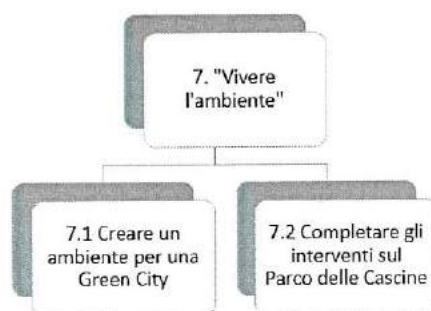 7. "Vivere
l'ambiente"
7.1 Creare un
ambiente per una
Green City
7.2 Completare gli
interventi sul
Parco delle Cascine